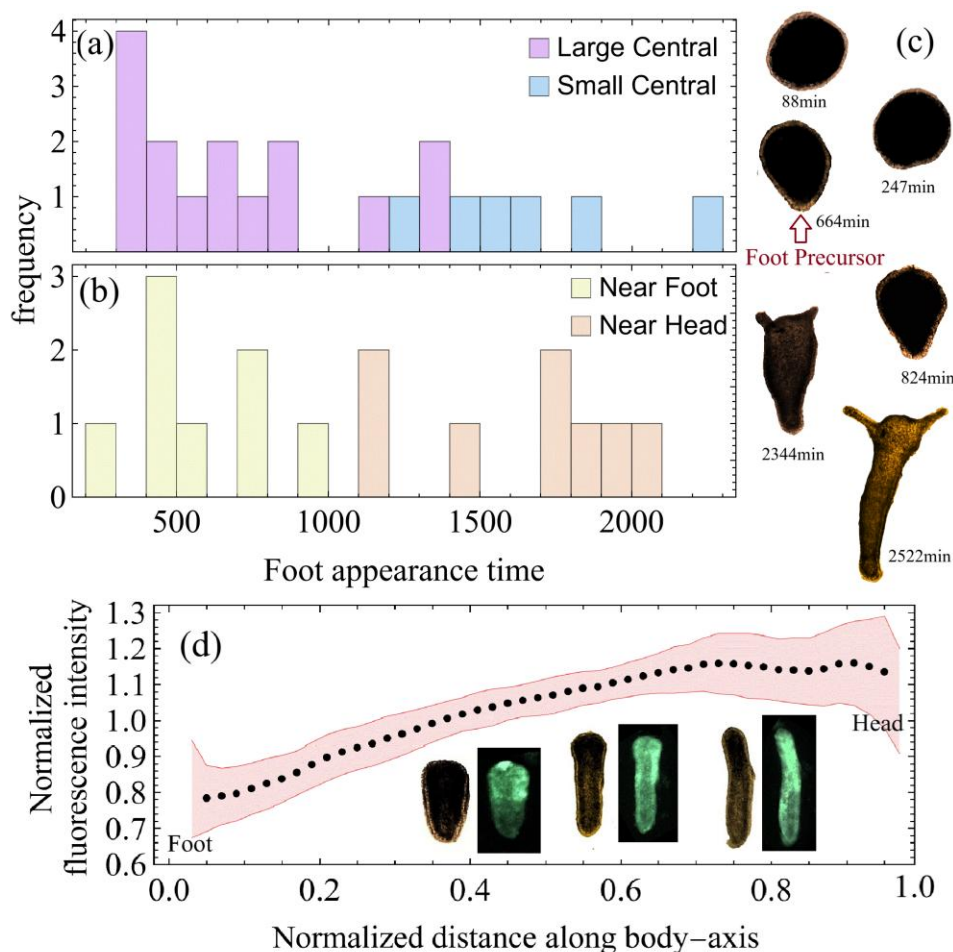 (a)
Large Central
Small Central
4
3
2
1
frequency
(b)
Near Foot
Near Head
3
2
1
0
500
1000
1500
2000
Foot appearance time
(c)
88min
247min
664min
Foot Precursor
824min
2344min
2522min
(d)
Normalized
fluorescence intensity
1.3
1.2
1.1
1.0
0.9
0.8
0.7
0.6
Foot
Head
0.0
0.2
0.4
0.6
0.8
1.0
Normalized distance along body−axis